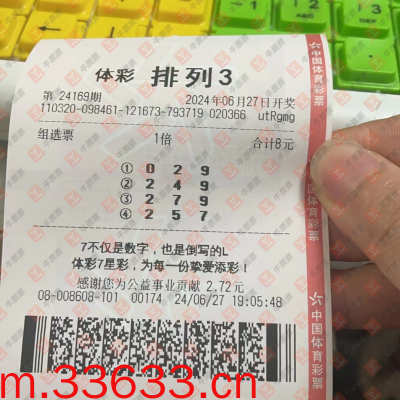 体彩 排列3
第 24169期 2024年06月27日开奖
110320-098461-121673-793719 020366 utRgmg
组选票 1倍 合计8元
① 0 2 9
② 2 4 9
③ 2 7 9
④ 2 5 7
7不仅是数字，也是倒写的L
体彩7星彩，为每一份挚爱添彩！
感谢您为公益事业贡献 2.72元
08-008608-101 00174 24/06/27 19:05:48
中国体育彩票
中国体育彩票
m.33633.cn